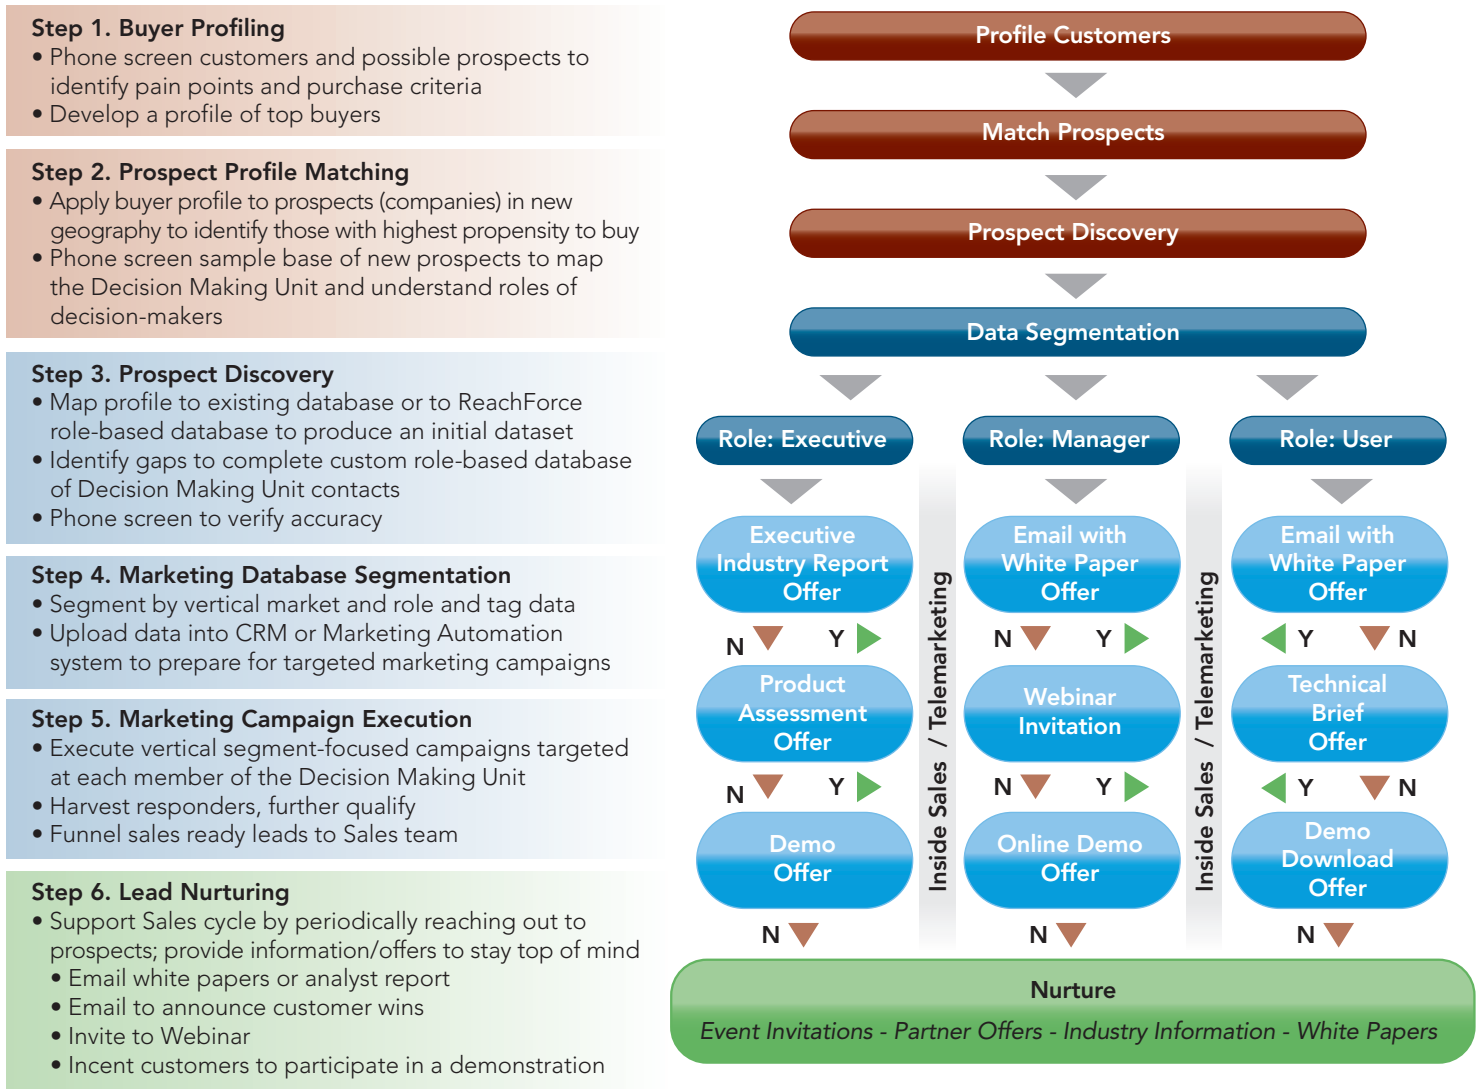 Step 1. Buyer Profiling
• Phone screen customers and possible prospects to
identify pain points and purchase criteria
• Develop a profile of top buyers
Step 2. Prospect Profile Matching
• Apply buyer profile to prospects (companies) in new
geography to identify those with highest propensity to buy
• Phone screen sample base of new prospects to map
the Decision Making Unit and understand roles of
decision-makers
Step 3. Prospect Discovery
• Map profile to existing database or to ReachForce
role-based database to produce an initial dataset
• Identify gaps to complete custom role-based database
of Decision Making Unit contacts
• Phone screen to verify accuracy
Step 4. Marketing Database Segmentation
• Segment by vertical market and role and tag data
• Upload data into CRM or Marketing Automation
system to prepare for targeted marketing campaigns
Step 5. Marketing Campaign Execution
• Execute vertical segment-focused campaigns targeted
at each member of the Decision Making Unit
• Harvest responders, further qualify
• Funnel sales ready leads to Sales team
Step 6. Lead Nurturing
• Support Sales cycle by periodically reaching out to
prospects; provide information/offers to stay top of mind
• Email white papers or analyst report
• Email to announce customer wins
• Invite to Webinar
• Incent customers to participate in a demonstration
Profile Customers
Match Prospects
Prospect Discovery
Data Segmentation
Role: Executive
Executive
Industry Report
Offer
N Y
Product
Assessment
Offer
N Y
Demo
Offer
N
Inside Sales / Telemarketing
Role: Manager
Email with
White Paper
Offer
N Y
Webinar
Invitation
N Y
Online Demo
Offer
N
Inside Sales / Telemarketing
Role: User
Email with
White Paper
Offer
Y N
Technical
Brief
Offer
Y N
Demo
Download
Offer
N
Nurture
Event Invitations - Partner Offers - Industry Information - White Papers